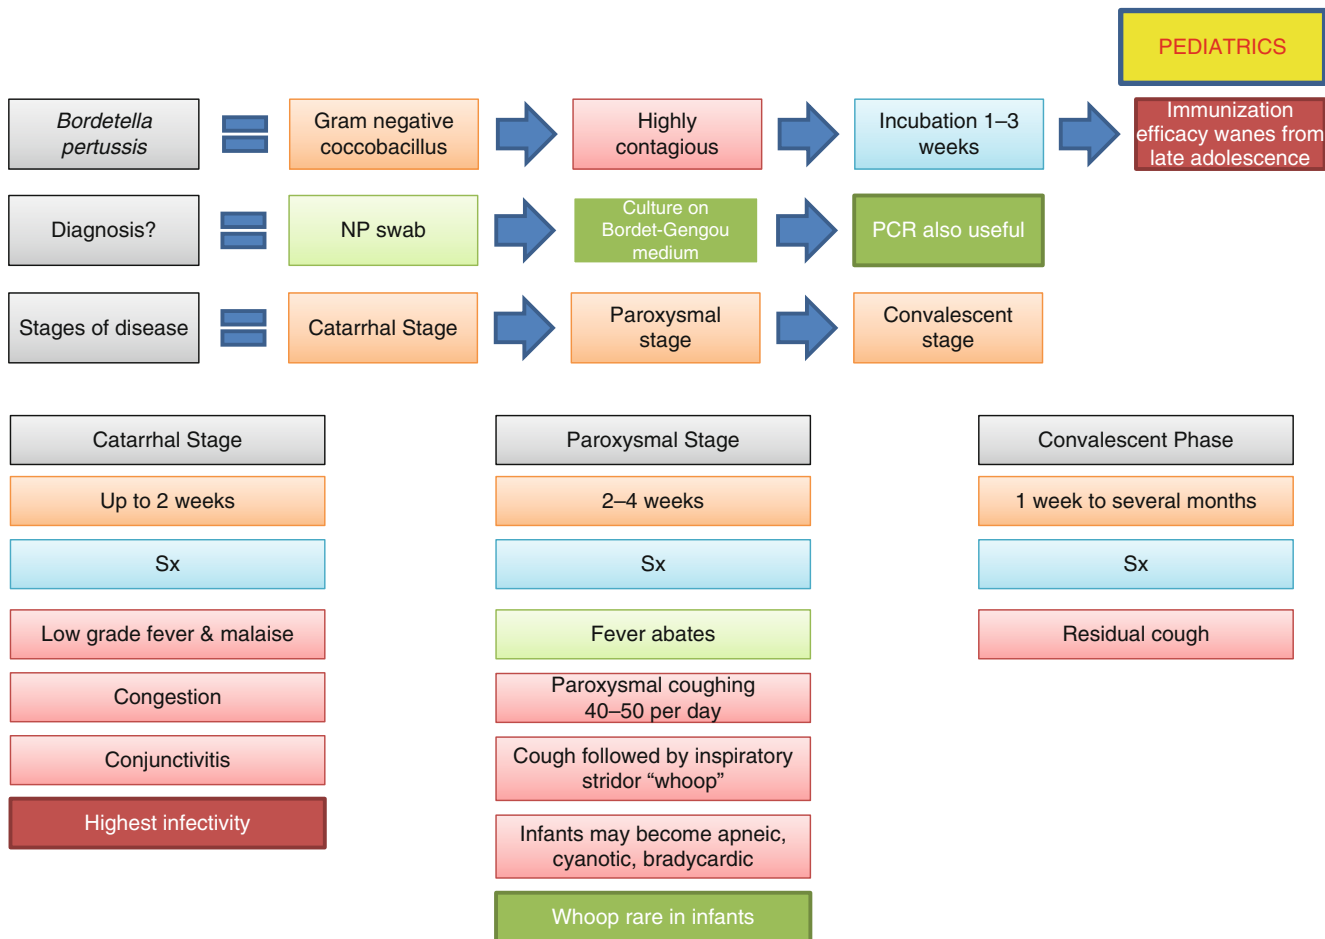 PEDIATRICS
Bordetella
pertussis
Gram negative
coccobacillus
Highly
contagious
Incubation 1–3
weeks
Immunization
efficacy wanes from
late adolescence
Diagnosis?
NP swab
Culture on
Bordet-Gengou
medium
PCR also useful
Stages of disease
Catarrhal Stage
Paroxysmal
stage
Convalescent
stage
Catarrhal Stage
Up to 2 weeks
Sx
Low grade fever & malaise
Congestion
Conjunctivitis
Highest infectivity
Paroxysmal Stage
2–4 weeks
Sx
Fever abates
Paroxysmal coughing
40–50 per day
Cough followed by inspiratory
stridor “whoop”
Infants may become apneic,
cyanotic, bradycardic
Whoop rare in infants
Convalescent Phase
1 week to several months
Sx
Residual cough